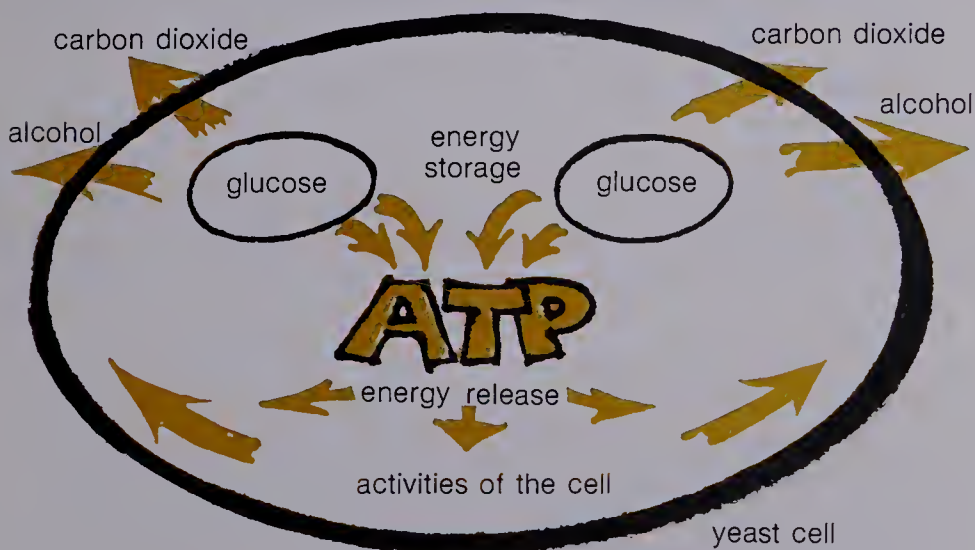 carbon dioxide
carbon dioxide
alcohol
alcohol
energy
storage
glucose
glucose
ATP
energy release
activities of the cell
yeast cell